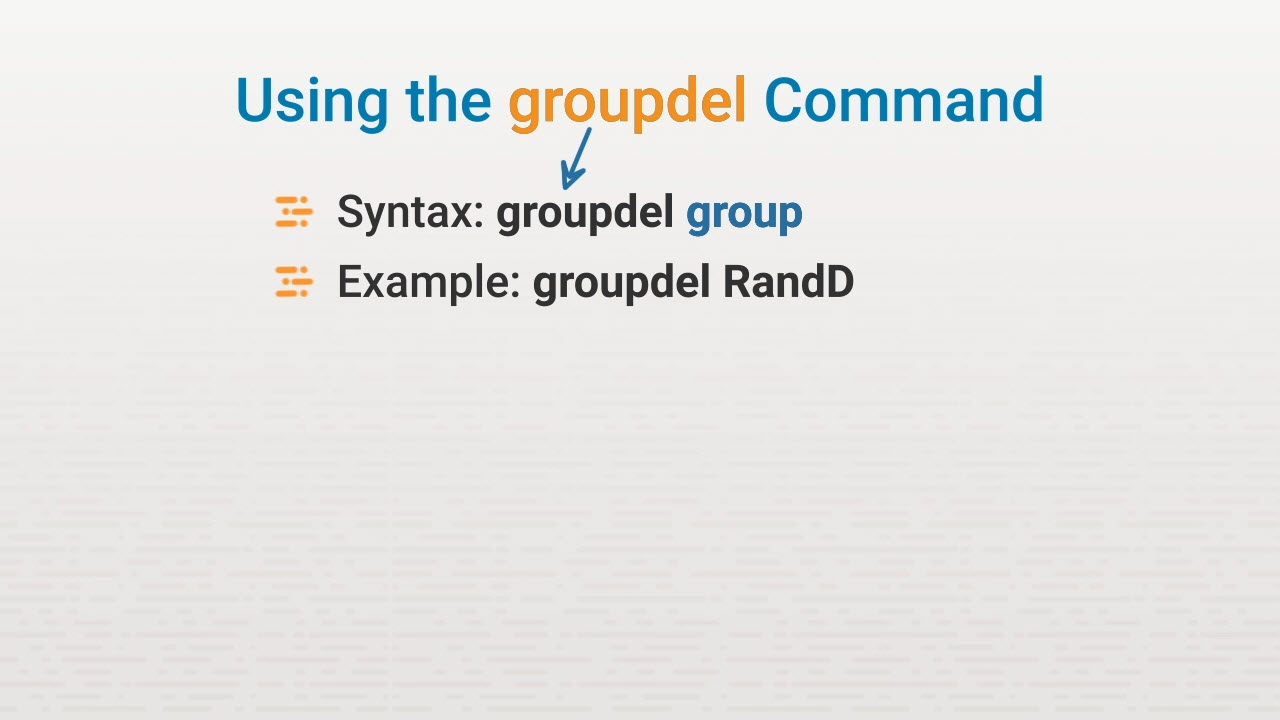 Using the groupdel Command
Syntax: groupdel group
Example: groupdel RandD